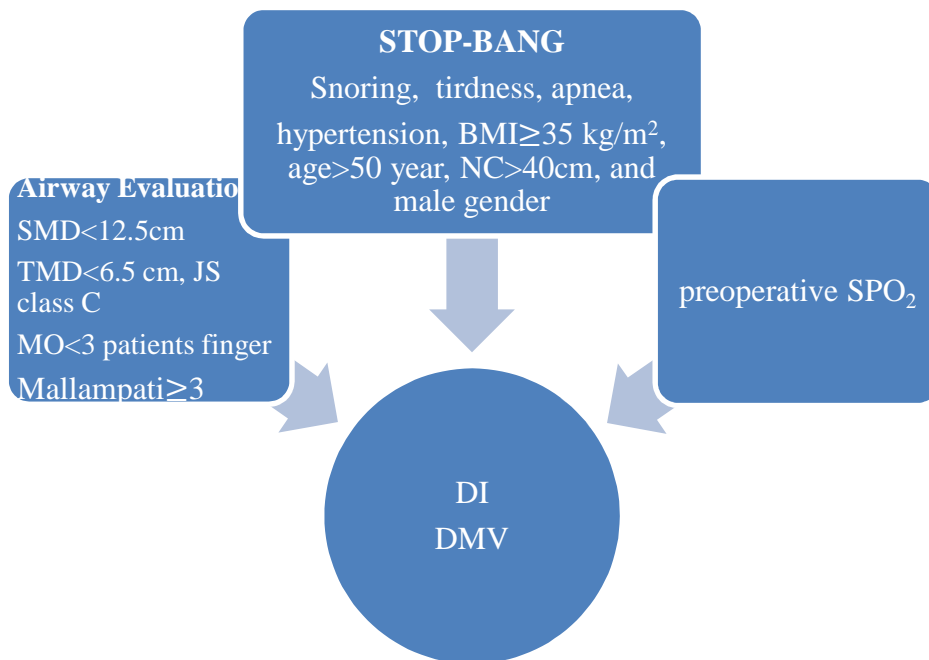 STOP-BANG
Snoring, tirdness, apnea,
hypertension, BMI≥35 kg/m²,
age>50 year, NC>40cm, and
male gender
Airway Evaluation
SMD<12.5cm
TMD<6.5 cm, JS
class C
MO<3 patients finger
Mallampati≥3
preoperative SPO₂
DI
DMV